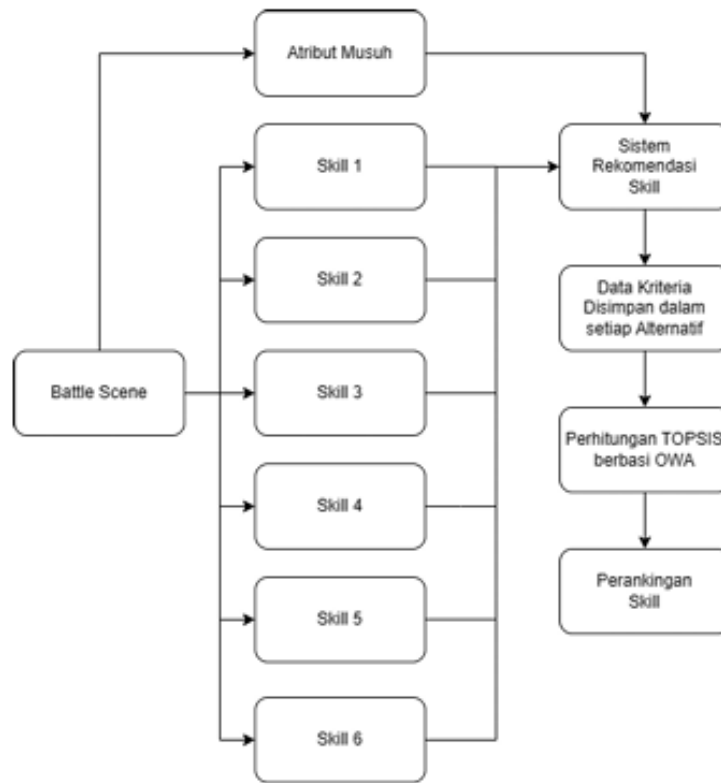 Atribut Musuh
Skill 1
Sistem
Rekomendasi
Skill
Skill 2
Data Kriteria
Disimpan dalam
setiap Alternatif
Battle Scene
Skill 3
Perhitungan TOPSIS
berbasi OWA
Skill 4
Skill 5
Perankingan
Skill
Skill 6